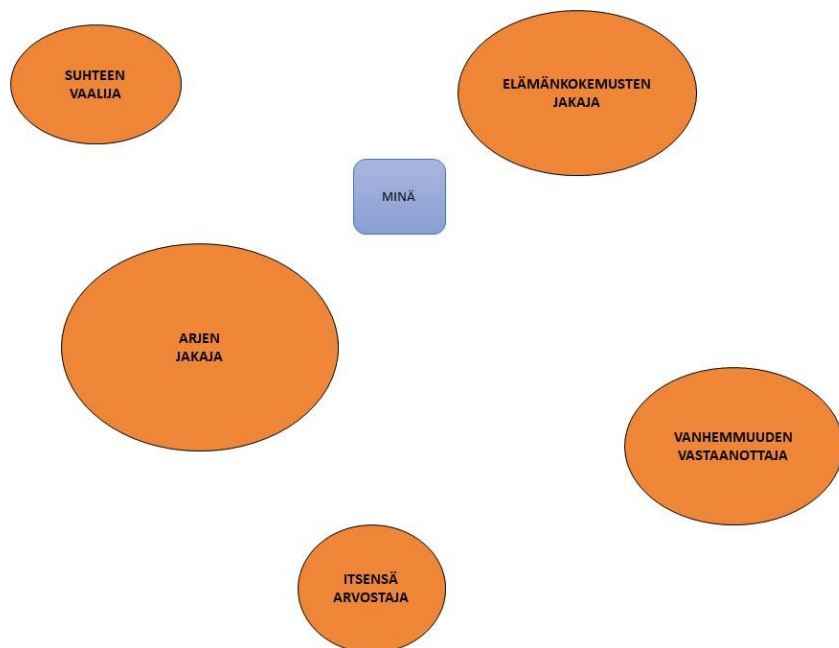 SUHTEEN
VAALIJA
ELÄMÄNKOKEMUSTEN
JAKAJA
MINÄ
ARJEN
JAKAJA
VANHEMMUUDEN
VASTAANOTTAJA
ITSENSÄ
ARVOSTAJA